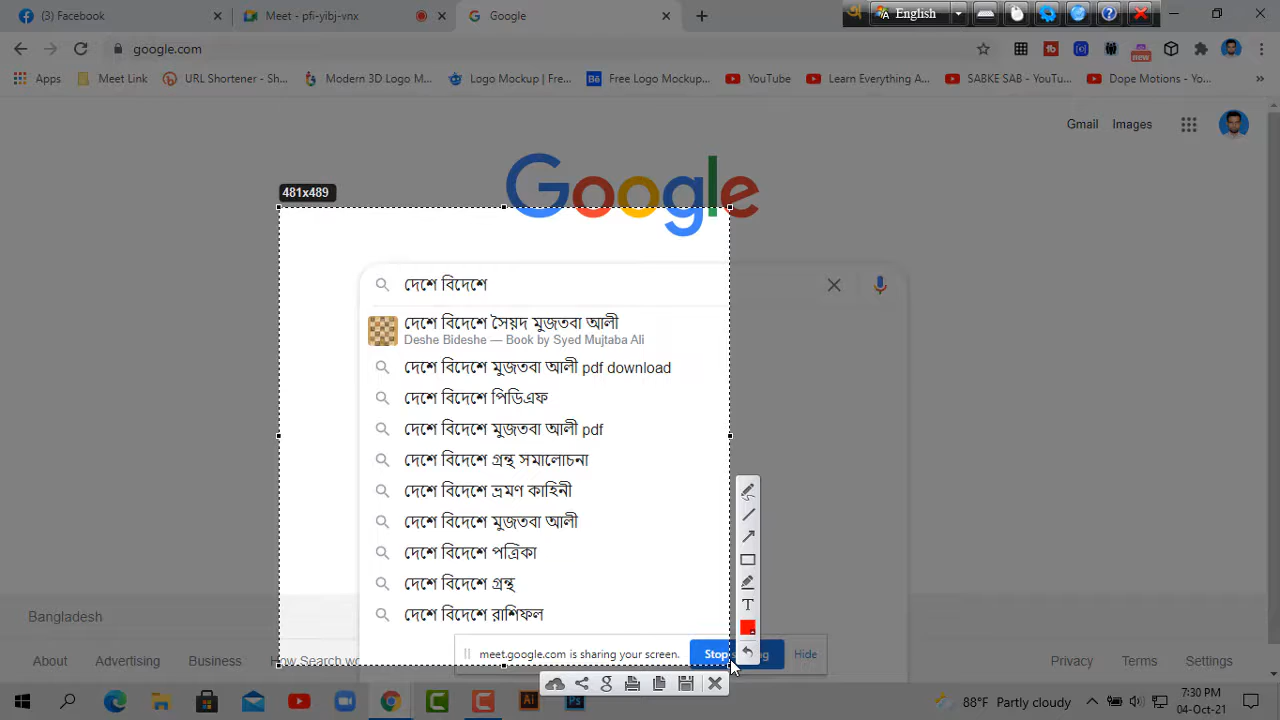 (3) Facebook
Meet - pfi-yibj-vnx
Google
English
google.com
new
Apps
Meet Link
URL Shortener - Sh...
Modern 3D Logo M...
Logo Mockup | Fre...
Free Logo Mockup...
YouTube
Learn Everything A...
SABKE SAB - YouTu...
Dope Motions - Yo...
Gmail
Images
481x489
Google
দেশে বিদেশে
দেশে বিদেশে সৈয়দ মুজতবা আলী
Deshe Bideshe — Book by Syed Mujtaba Ali
দেশে বিদেশে মুজতবা আলী pdf download
দেশে বিদেশে পিডিএফ
দেশে বিদেশে মুজতবা আলী pdf
দেশে বিদেশে গ্রন্থ সমালোচনা
দেশে বিদেশে ভ্রমণ কাহিনী
দেশে বিদেশে মুজতবা আলী
দেশে বিদেশে পত্রিকা
দেশে বিদেশে গ্রন্থ
দেশে বিদেশে রাশিফল
Bangladesh
meet.google.com is sharing your screen.
Stop
Hide
About
Advertising
Business
How Search
Privacy
Terms
Settings
88°F Partly cloudy
7:30 PM
04-Oct-21